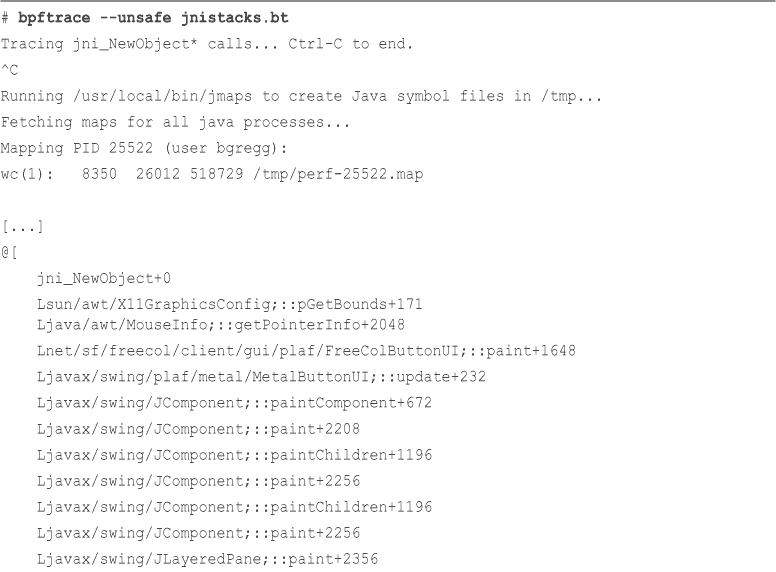 # bpftrace --unsafe jnistacks.bt
Tracing jni_NewObject* calls... Ctrl-C to end.
^C
Running /usr/local/bin/jmaps to create Java symbol files in /tmp...
Fetching maps for all java processes...
Mapping PID 25522 (user bgregg):
wc(1):   8350  26012 518729 /tmp/perf-25522.map
[...]
@[
    jni_NewObject+0
    Lsun/awt/X11GraphicsConfig;::pGetBounds+171
    Ljava/awt/MouseInfo;::getPointerInfo+2048
    Lnet/sf/freecol/client/gui/plaf/FreeColButtonUI;::paint+1648
    Ljavax/swing/plaf/metal/MetalButtonUI;::update+232
    Ljavax/swing/JComponent;::paintComponent+672
    Ljavax/swing/JComponent;::paint+2208
    Ljavax/swing/JComponent;::paintChildren+1196
    Ljavax/swing/JComponent;::paint+2256
    Ljavax/swing/JComponent;::paintChildren+1196
    Ljavax/swing/JComponent;::paint+2256
    Ljavax/swing/JLayeredPane;::paint+2356